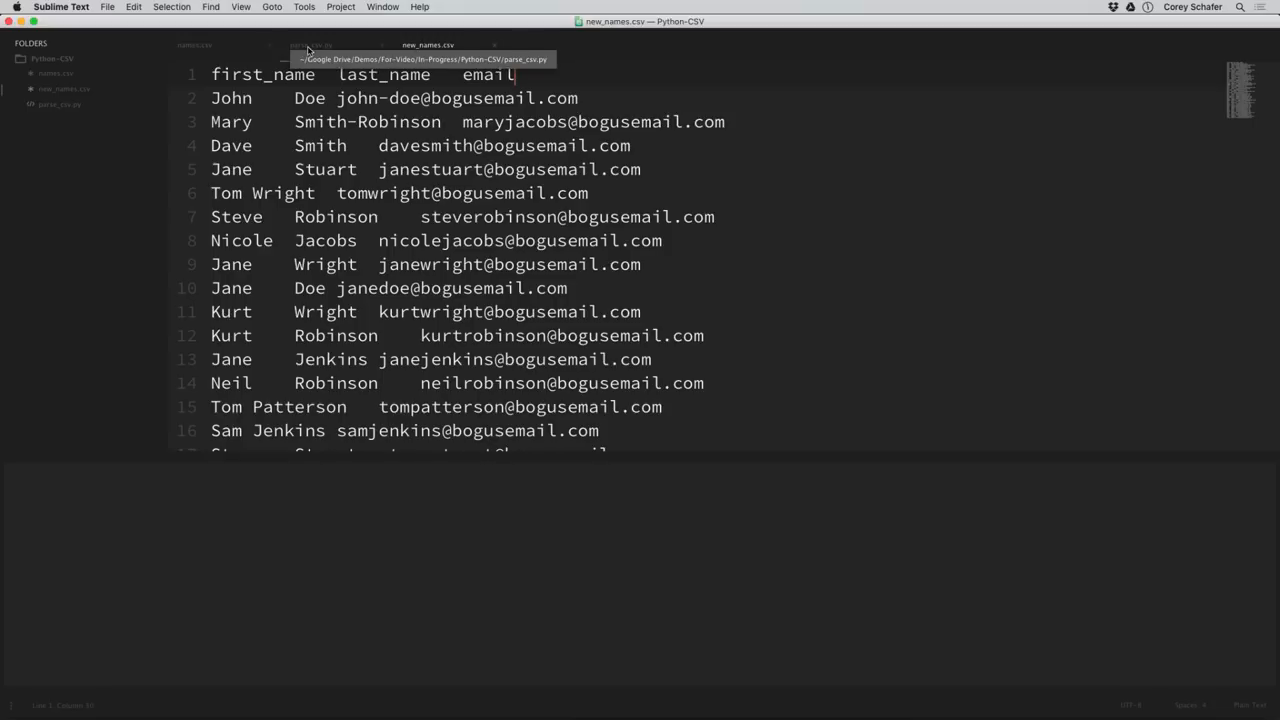 Sublime Text File Edit Selection Find View Goto Tools Project Window Help Corey Schafer
new_names.csv — Python-CSV
FOLDERS
Python-CSV
names.csv
new_names.csv
parse_csv.py
names.csv parse_csv.py new_names.csv
~/Google Drive/Demos/For-Video/In-Progress/Python-CSV/parse_csv.py
1 first_name last_name email
2 John Doe john-doe@bogusemail.com
3 Mary Smith-Robinson maryjacobs@bogusemail.com
4 Dave Smith davesmith@bogusemail.com
5 Jane Stuart janestuart@bogusemail.com
6 Tom Wright tomwright@bogusemail.com
7 Steve Robinson steverobinson@bogusemail.com
8 Nicole Jacobs nicolejacobs@bogusemail.com
9 Jane Wright janewright@bogusemail.com
10 Jane Doe janedoe@bogusemail.com
11 Kurt Wright kurtwright@bogusemail.com
12 Kurt Robinson kurtrobinson@bogusemail.com
13 Jane Jenkins janejenkins@bogusemail.com
14 Neil Robinson neilrobinson@bogusemail.com
15 Tom Patterson tompatterson@bogusemail.com
16 Sam Jenkins samjenkins@bogusemail.com
Line 1, Column 30 UTF-8 Spaces: 4 Plain Text